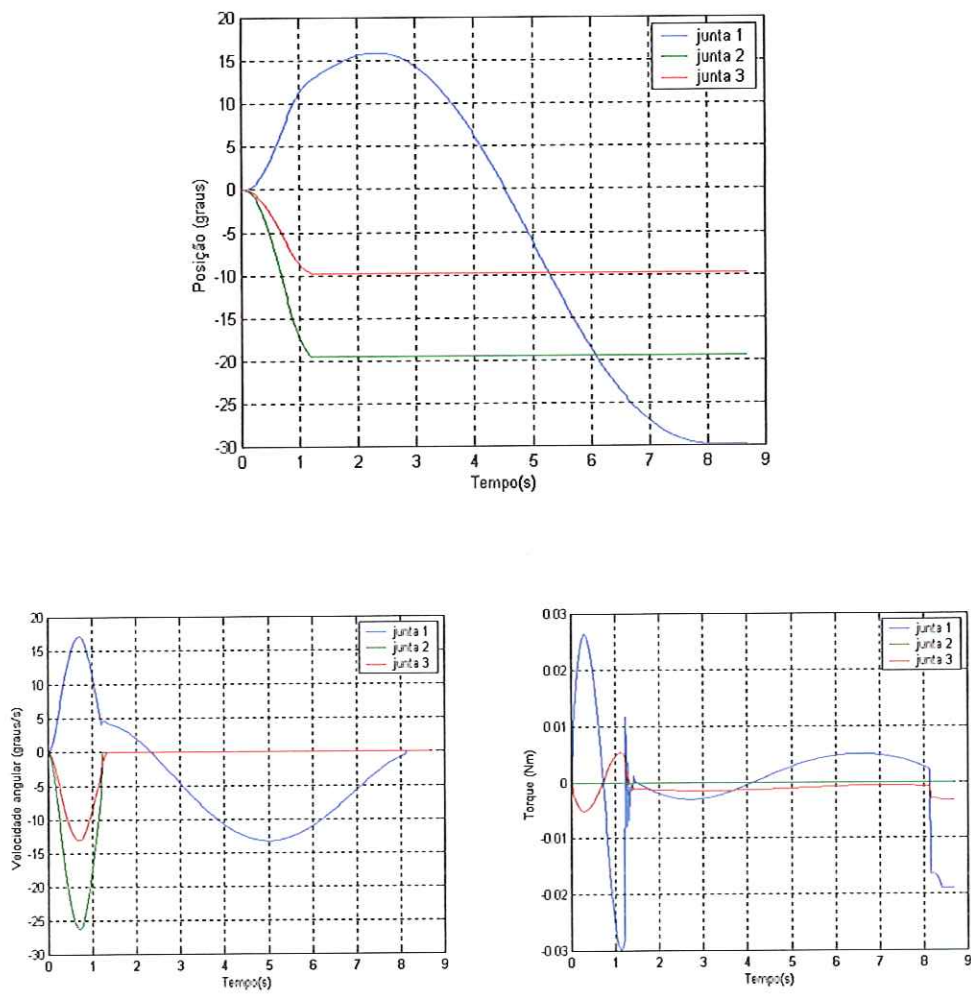 20
15
10
5
0
-5
-10
-15
-20
-25
-30
Posição (graus)
0 1 2 3 4 5 6 7 8 9
Tempo(s)
junta 1
junta 2
junta 3
20
15
10
5
0
-5
-10
-15
-20
-25
-30
Velocidade angular (graus/s)
0 1 2 3 4 5 6 7 8 9
Tempo(s)
junta 1
junta 2
junta 3
0.03
0.02
0.01
0
-0.01
-0.02
-0.03
Torque (Nm)
0 1 2 3 4 5 6 7 8 9
Tempo(s)
junta 1
junta 2
junta 3